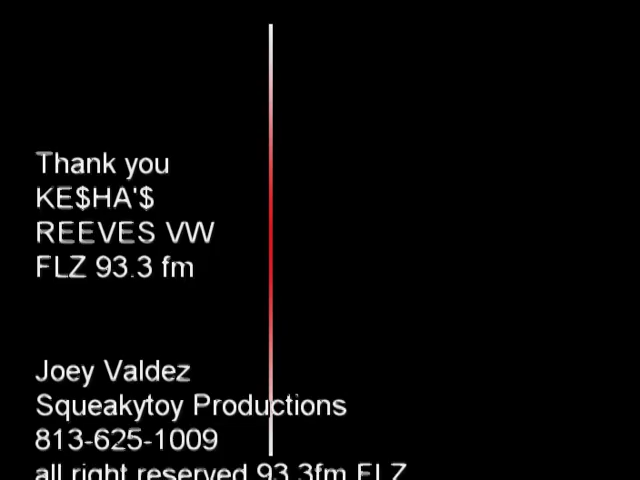 Thank you
KE$HA'$
REEVES VW
FLZ 93.3 fm
Joey Valdez
Squeakytoy Productions
813-625-1009
all right reserved 93.3fm FLZ